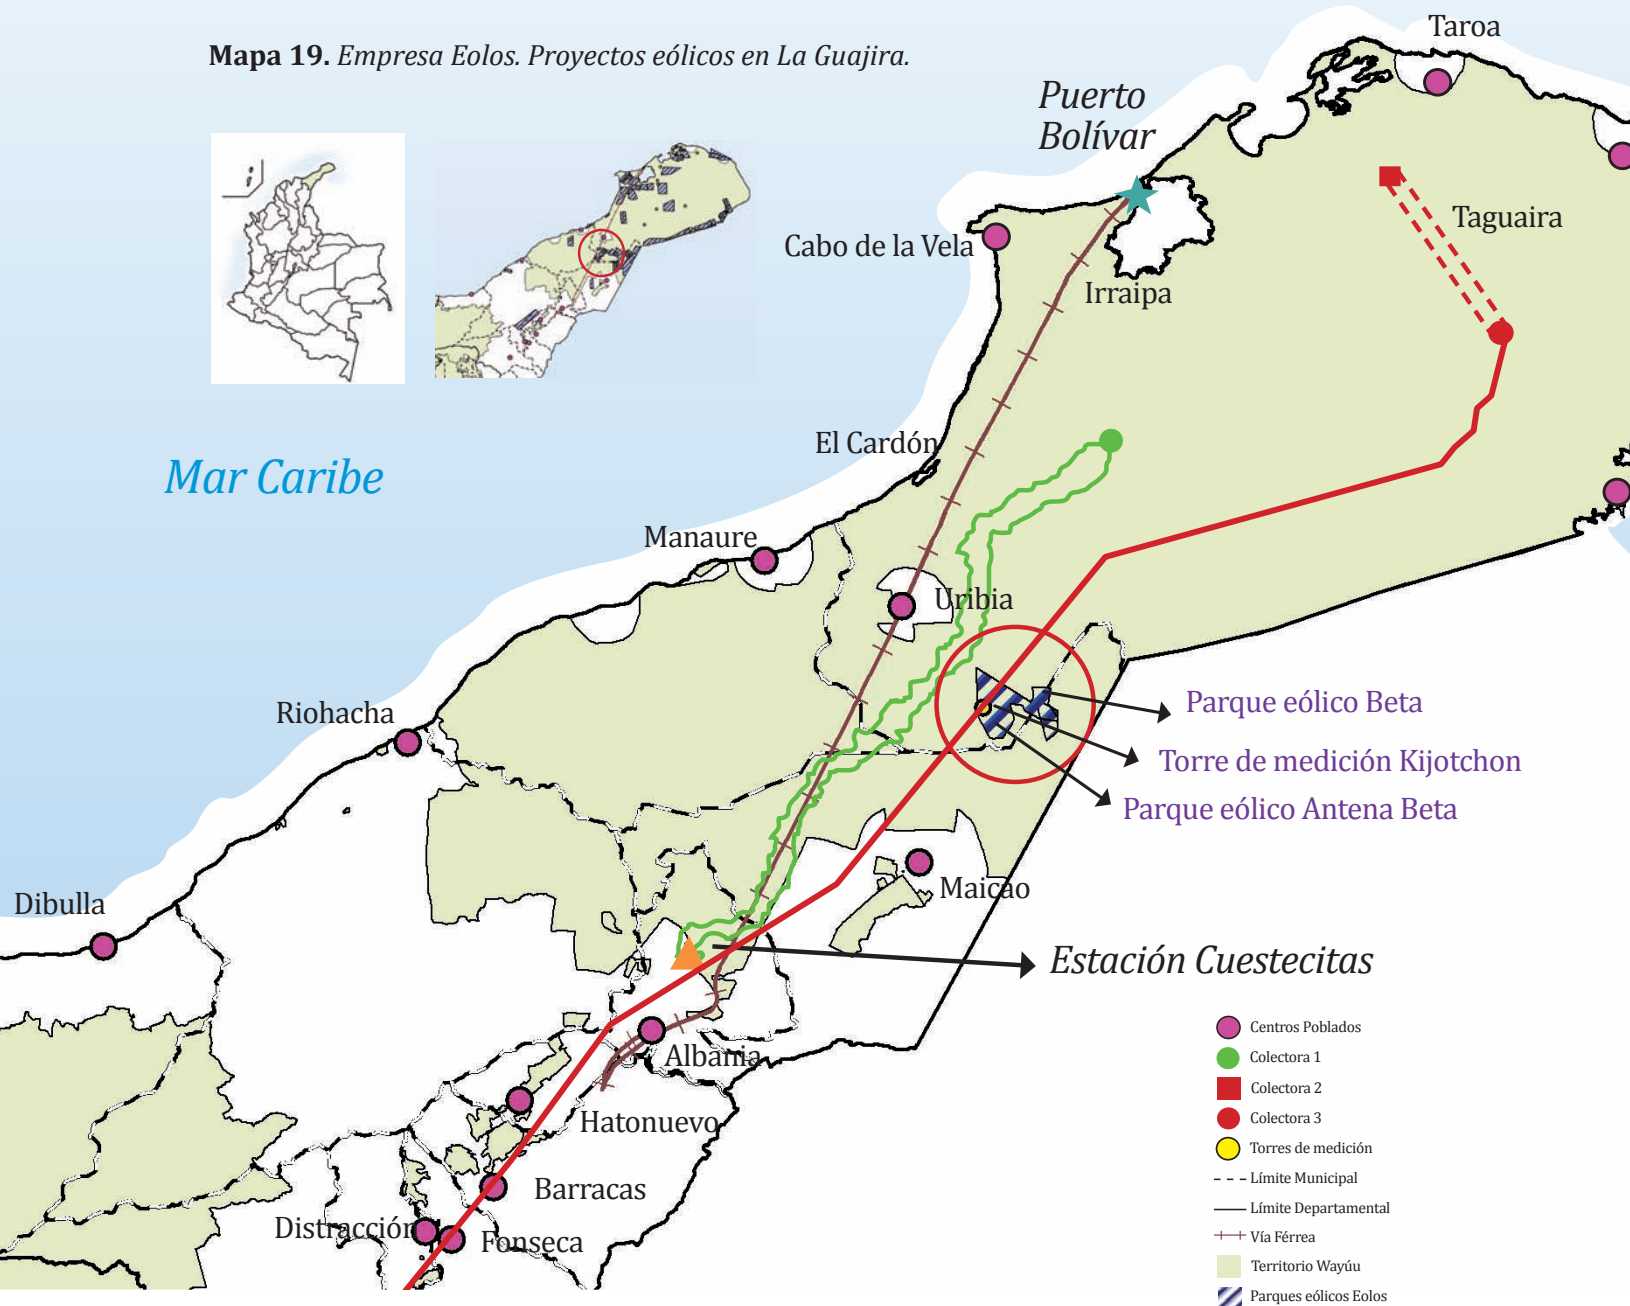 Mapa 19. Empresa Eolos. Proyectos eólicos en La Guajira.
Taroa
Puerto
Bolívar
Taguaira
Cabo de la Vela
Irraipa
El Cardón
Mar Caribe
Manaure
Uribia
Parque eólico Beta
Riohacha
Torre de medición Kijotchon
Parque eólico Antena Beta
Maicao
Dibulla
Estación Cuestecitas
Centros Poblados
Albania
Colectora 1
Colectora 2
Hatonuevo
Colectora 3
Torres de medición
Barracas
Límite Municipal
Límite Departamental
Distracción
Fonseca
Vía Férrea
Territorio Wayúu
Parques eólicos Eolos